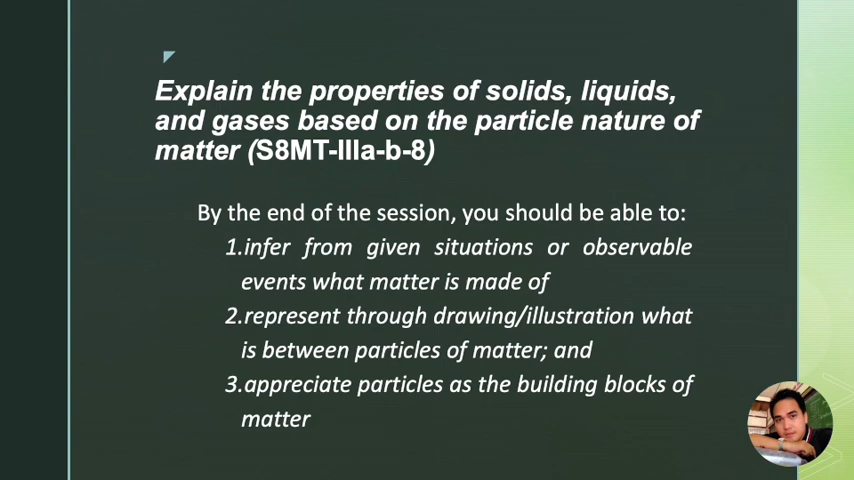 Explain the properties of solids, liquids,
and gases based on the particle nature of
matter (S8MT-IIIa-b-8)
By the end of the session, you should be able to:
1.infer from given situations or observable
events what matter is made of
2.represent through drawing/illustration what
is between particles of matter; and
3.appreciate particles as the building blocks of
matter